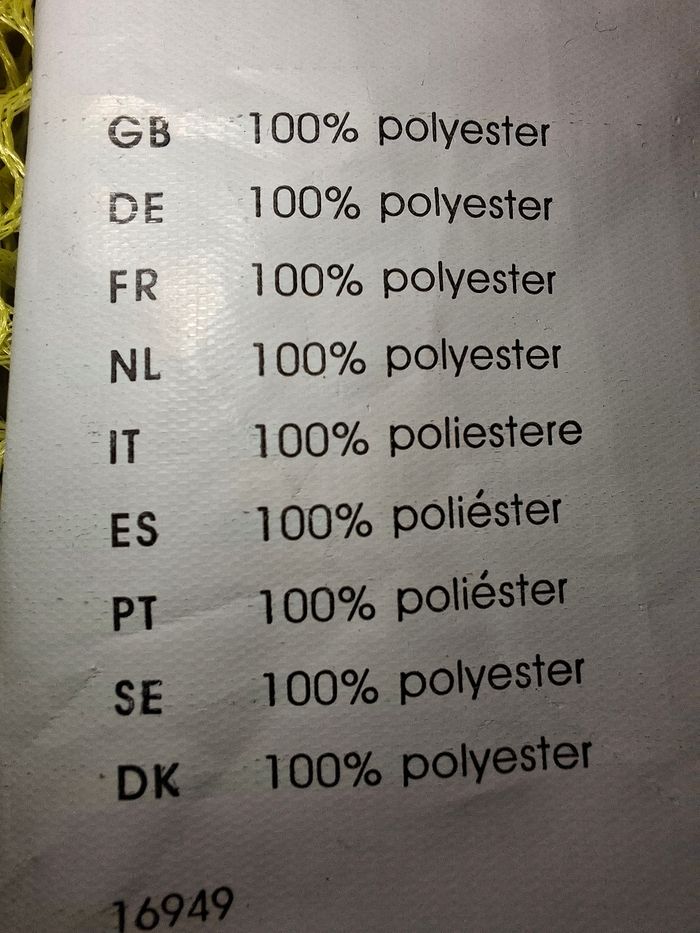 GB 100% polyester
DE 100% polyester
FR 100% polyester
NL 100% polyester
IT 100% poliestere
ES 100% poliéster
PT 100% poliéster
SE 100% polyester
DK 100% polyester
16949